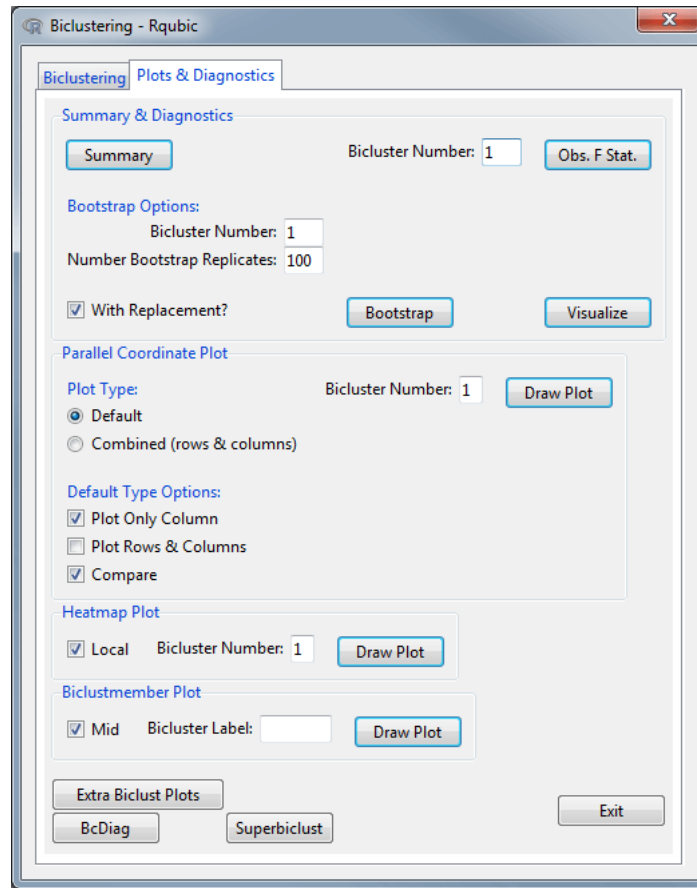 R Biclustering - Rqubic
x
Biclustering Plots & Diagnostics
Summary & Diagnostics
Summary Bicluster Number: 1 Obs. F Stat.
Bootstrap Options:
Bicluster Number: 1
Number Bootstrap Replicates: 100
With Replacement? Bootstrap Visualize
Parallel Coordinate Plot
Plot Type: Bicluster Number: 1 Draw Plot
Default
Combined (rows & columns)
Default Type Options:
Plot Only Column
Plot Rows & Columns
Compare
Heatmap Plot
Local Bicluster Number: 1 Draw Plot
Biclustmember Plot
Mid Bicluster Label: Draw Plot
Extra Biclust Plots
Exit
BcDiag Superbiclust